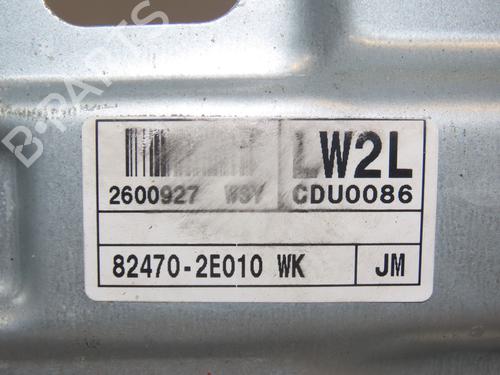 B-PARTS
LW2L
2600927 WSY CDU0086
82470-2E010 WK JM